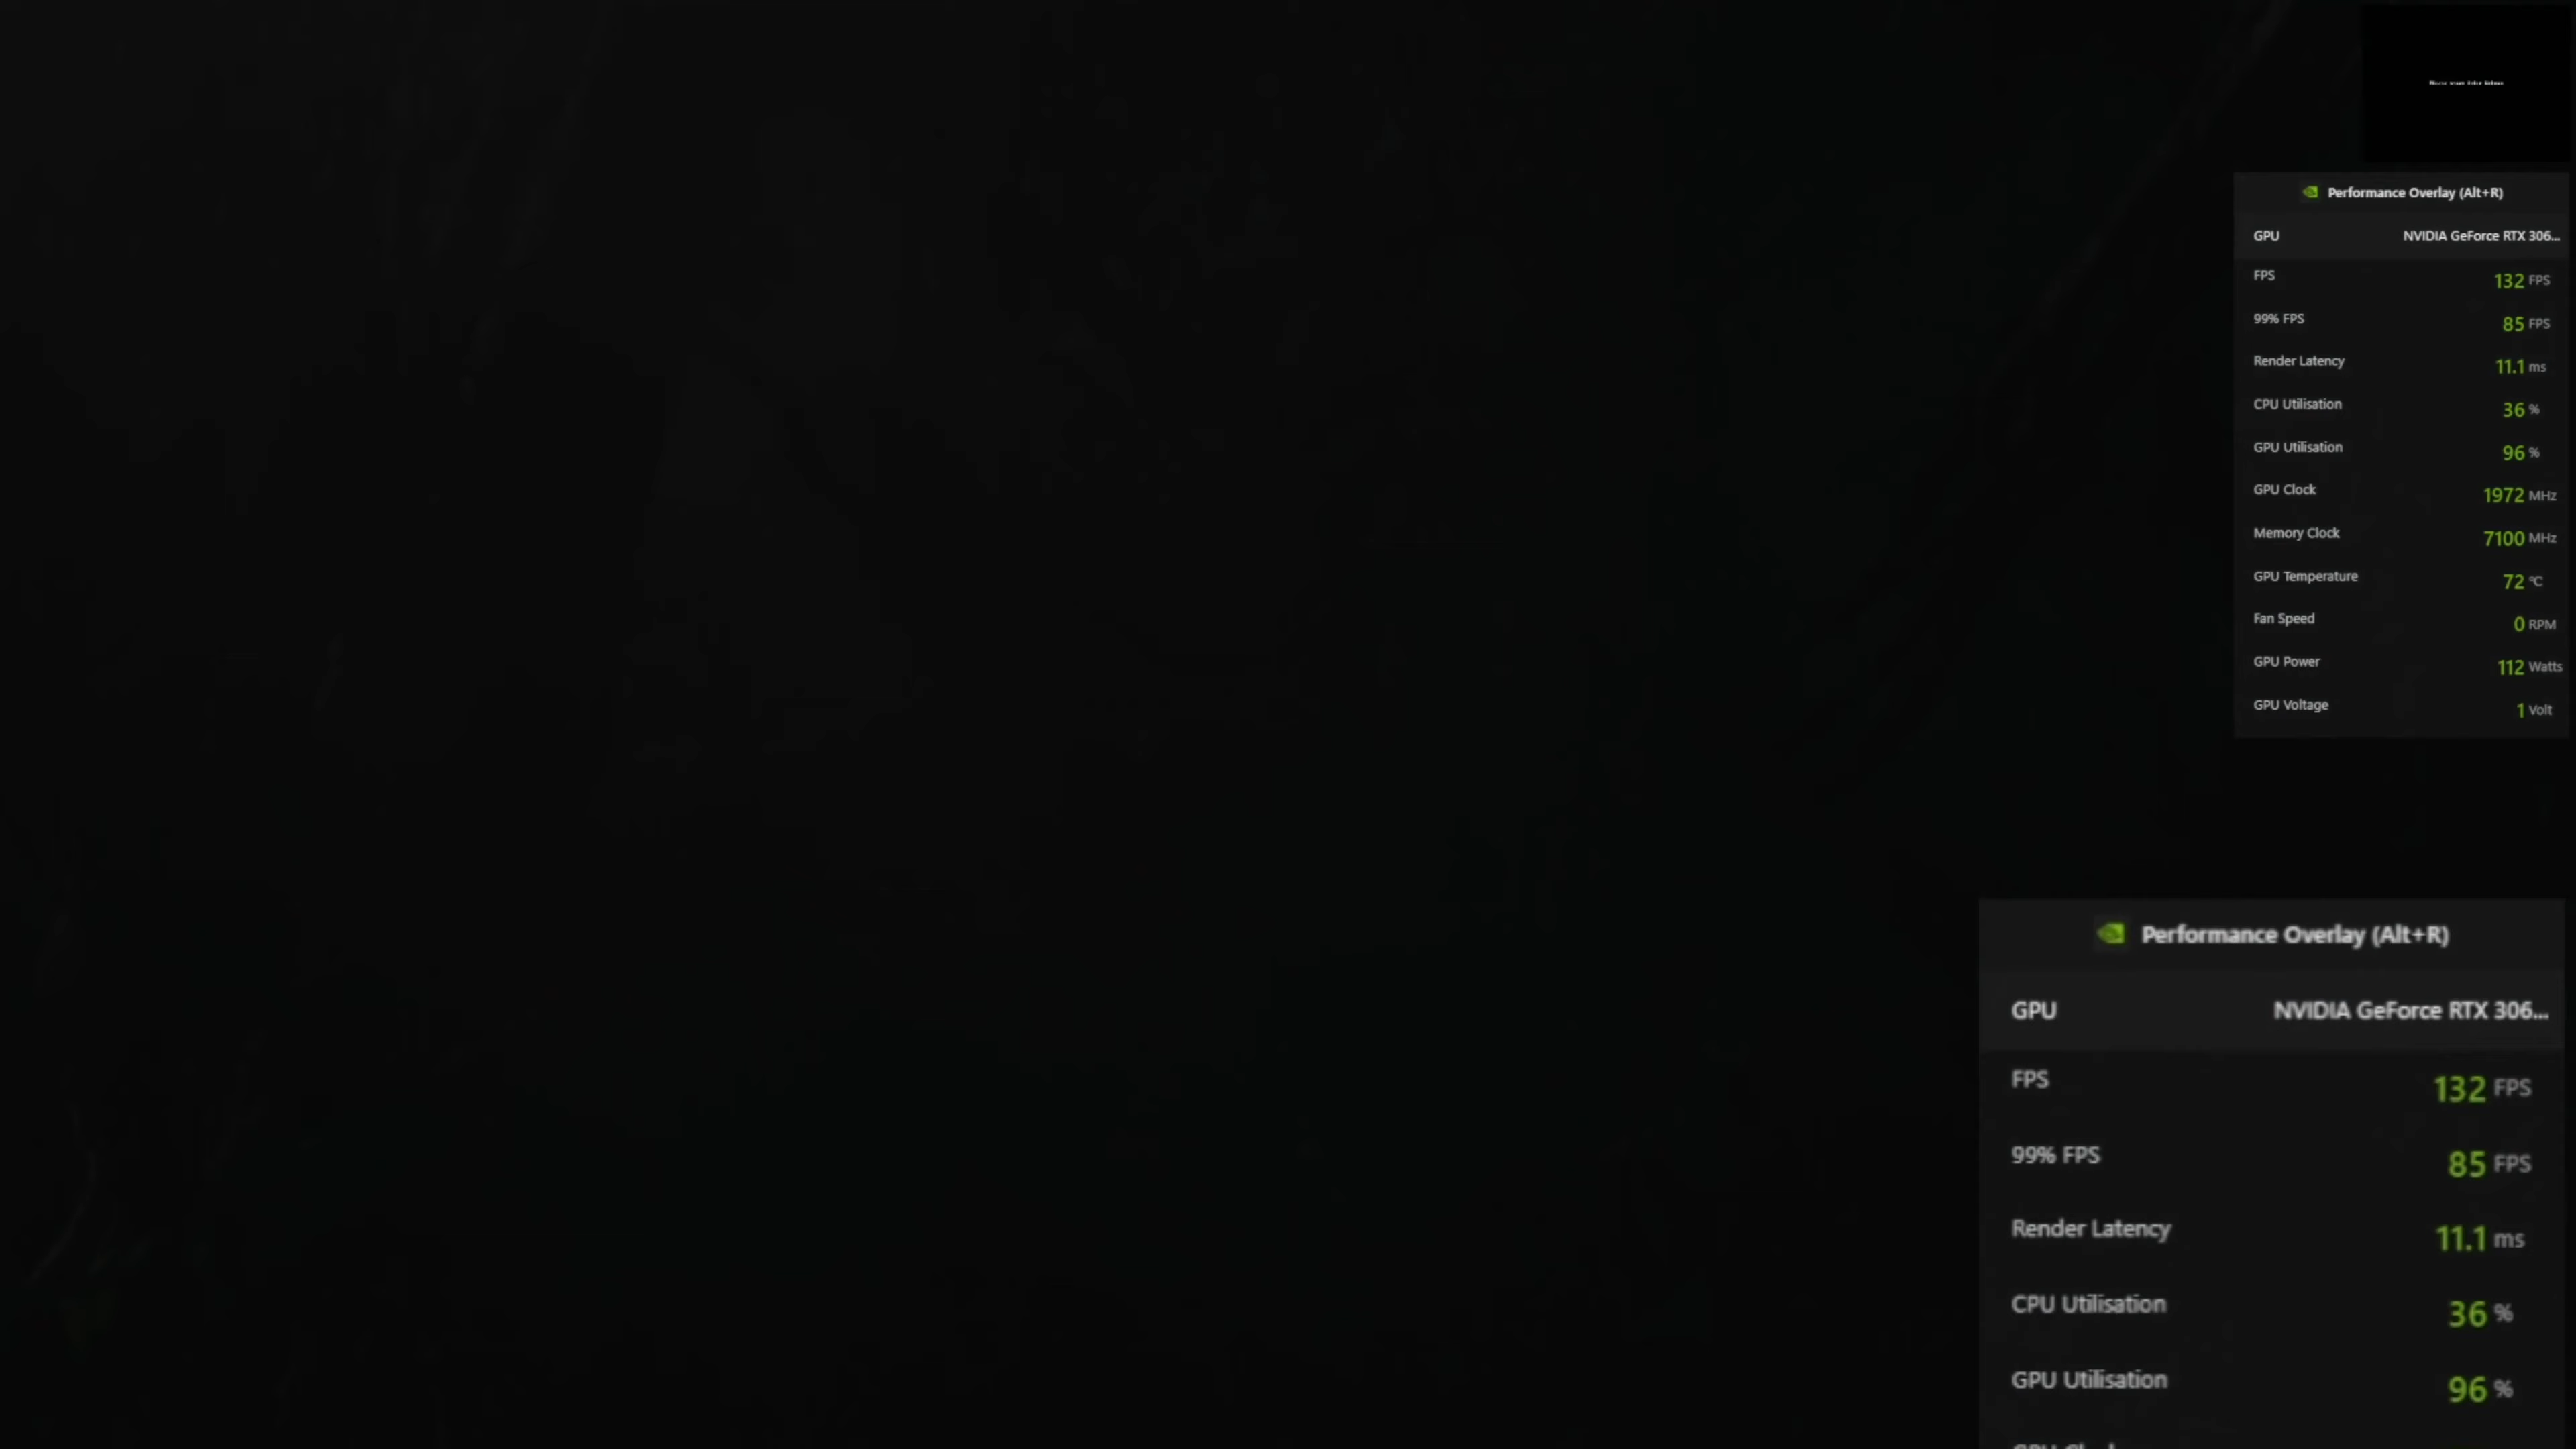 Performance Overlay (Alt+R)
GPU NVIDIA GeForce RTX 306...
FPS 132 FPS
99% FPS 85 FPS
Render Latency 11.1 ms
CPU Utilisation 36 %
GPU Utilisation 96 %
GPU Clock 1972 MHz
Memory Clock 7100 MHz
GPU Temperature 72 °C
Fan Speed 0 RPM
GPU Power 112 Watts
GPU Voltage 1 Volt
Performance Overlay (Alt+R)
GPU NVIDIA GeForce RTX 306...
FPS 132 FPS
99% FPS 85 FPS
Render Latency 11.1 ms
CPU Utilisation 36 %
GPU Utilisation 96 %